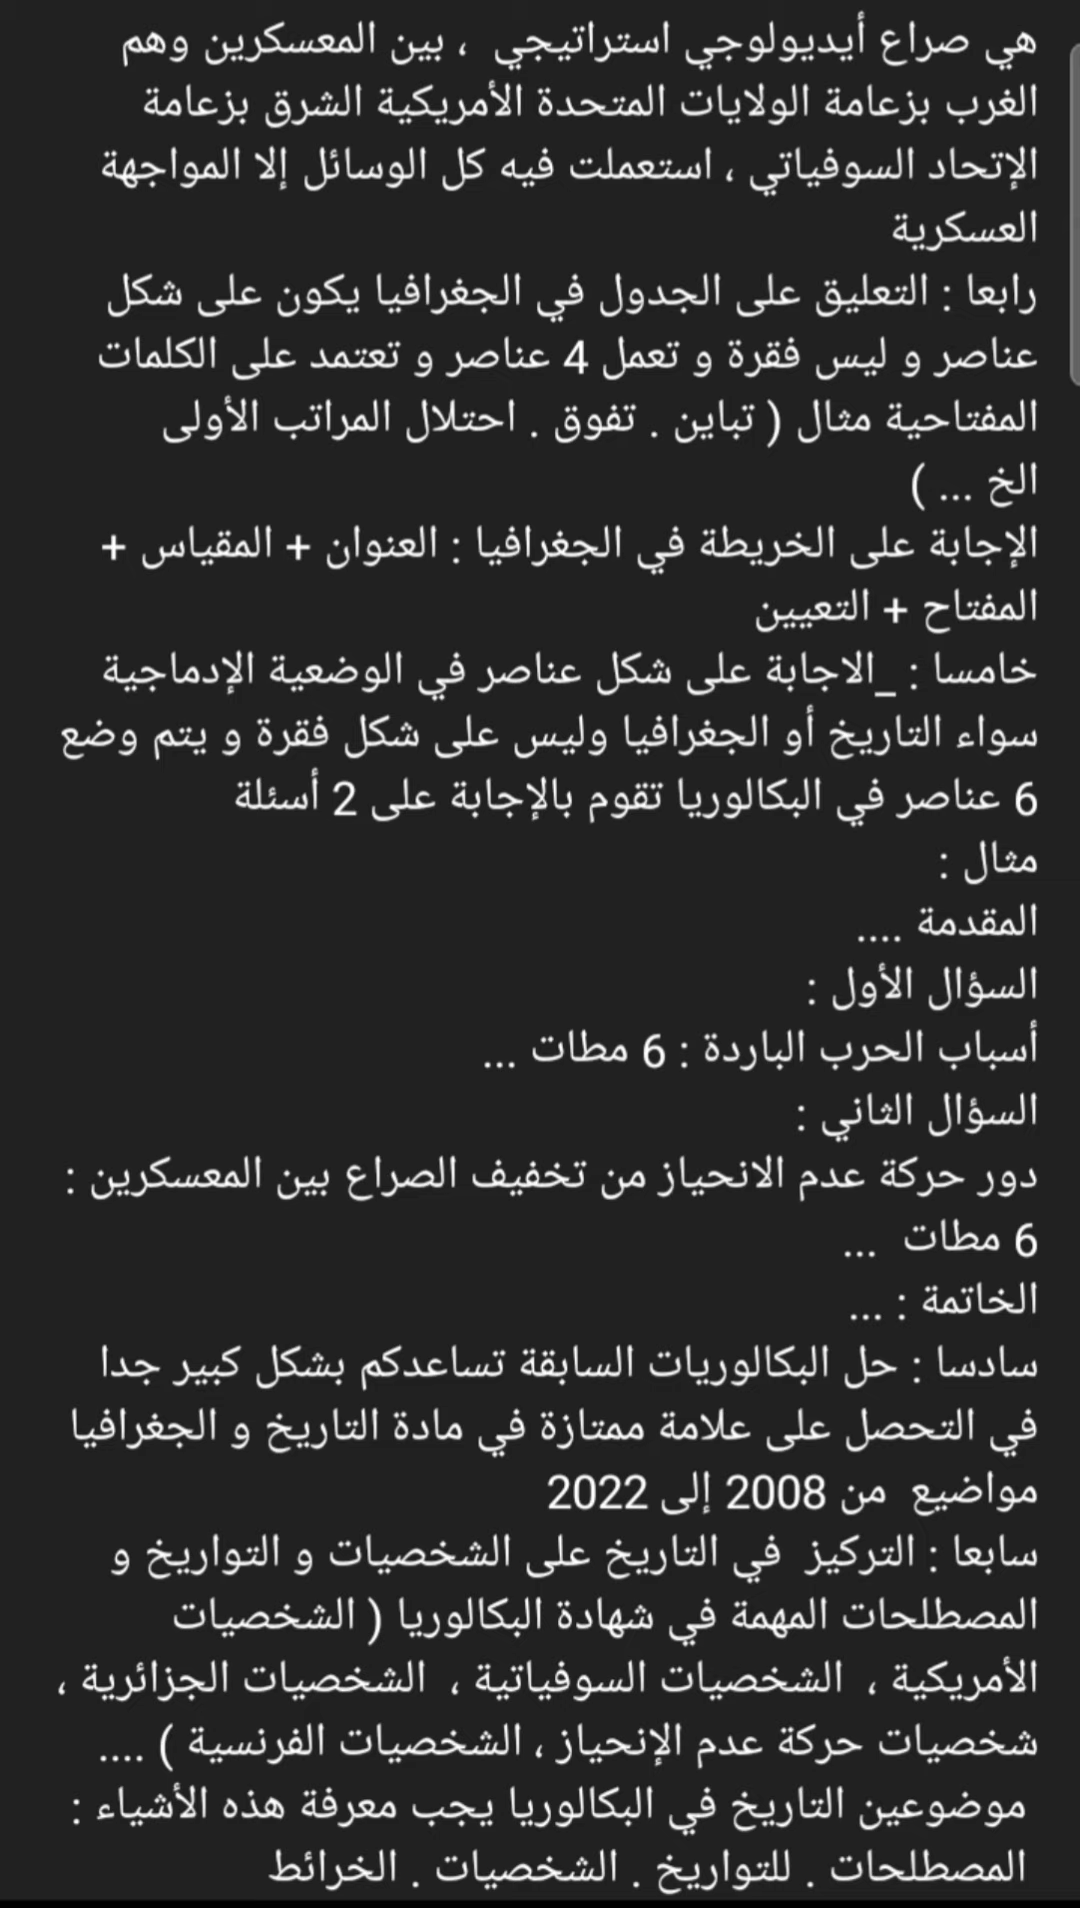 هي صراع أيديولوجي استراتيجي ، بين المعسكرين وهم
الغرب بزعامة الولايات المتحدة الأمريكية الشرق بزعامة
الإتحاد السوفياتي ، استعملت فيه كل الوسائل إلا المواجهة
العسكرية
رابعا : التعليق على الجدول في الجغرافيا يكون على شكل
عناصر و ليس فقرة و تعمل 4 عناصر و تعتمد على الكلمات
المفتاحية مثال ( تباين . تفوق . احتلال المراتب الأولى
الخ ... )
الإجابة على الخريطة في الجغرافيا : العنوان + المقياس +
المفتاح + التعيين
خامسا : _الاجابة على شكل عناصر في الوضعية الإدماجية
سواء التاريخ أو الجغرافيا وليس على شكل فقرة و يتم وضع
6 عناصر في البكالوريا تقوم بالإجابة على 2 أسئلة
مثال :
المقدمة ....
السؤال الأول :
أسباب الحرب الباردة : 6 مطات ...
السؤال الثاني :
دور حركة عدم الانحياز من تخفيف الصراع بين المعسكرين :
6 مطات ...
الخاتمة : ...
سادسا : حل البكالوريات السابقة تساعدكم بشكل كبير جدا
في التحصل على علامة ممتازة في مادة التاريخ و الجغرافيا
مواضيع من 2008 إلى 2022
سابعا : التركيز في التاريخ على الشخصيات و التواريخ و
المصطلحات المهمة في شهادة البكالوريا ( الشخصيات
الأمريكية ، الشخصيات السوفياتية ، الشخصيات الجزائرية ،
شخصيات حركة عدم الإنحياز ، الشخصيات الفرنسية ) ....
موضوعين التاريخ في البكالوريا يجب معرفة هذه الأشياء :
المصطلحات . للتواريخ . الشخصيات . الخرائط